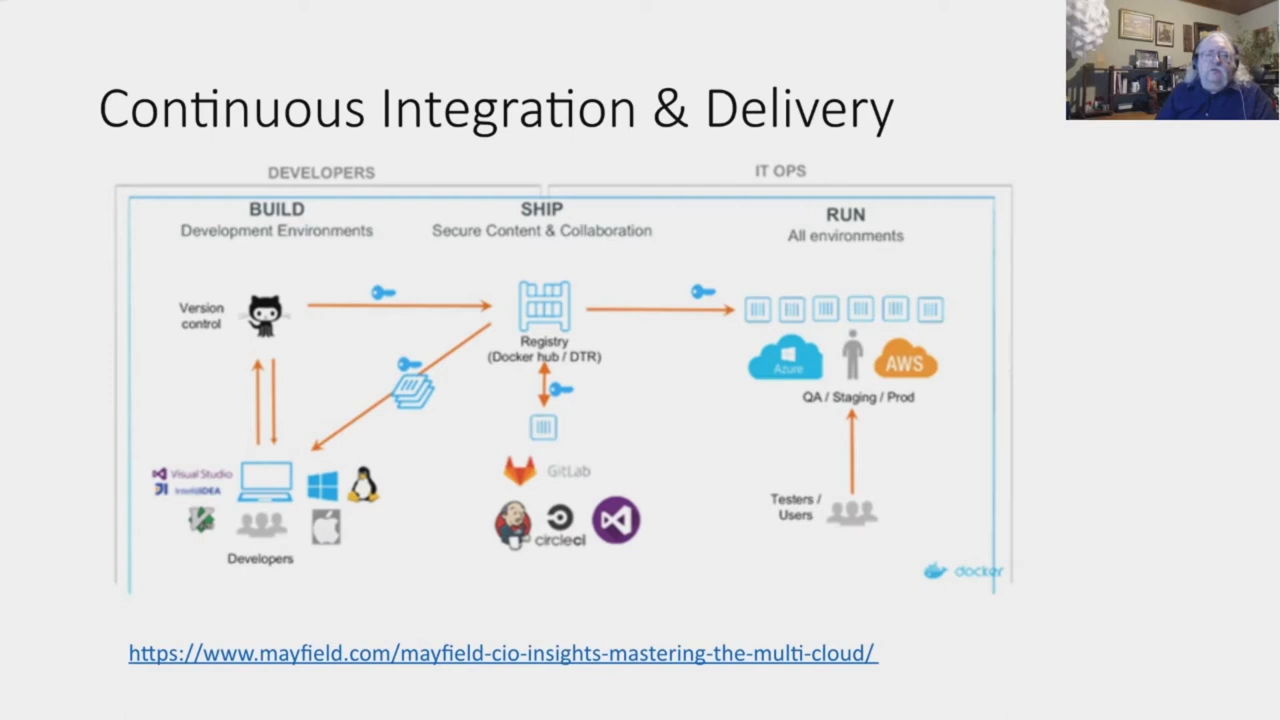 Continuous Integration & Delivery
DEVELOPERS
IT OPS
BUILD
Development Environments
SHIP
Secure Content & Collaboration
RUN
All environments
Version
control
Registry
(Docker hub / DTR)
Azure
AWS
QA / Staging / Prod
Visual Studio
IntelliJ IDEA
Developers
GitLab
circleci
Testers /
Users
docker
https://www.mayfield.com/mayfield-cio-insights-mastering-the-multi-cloud/